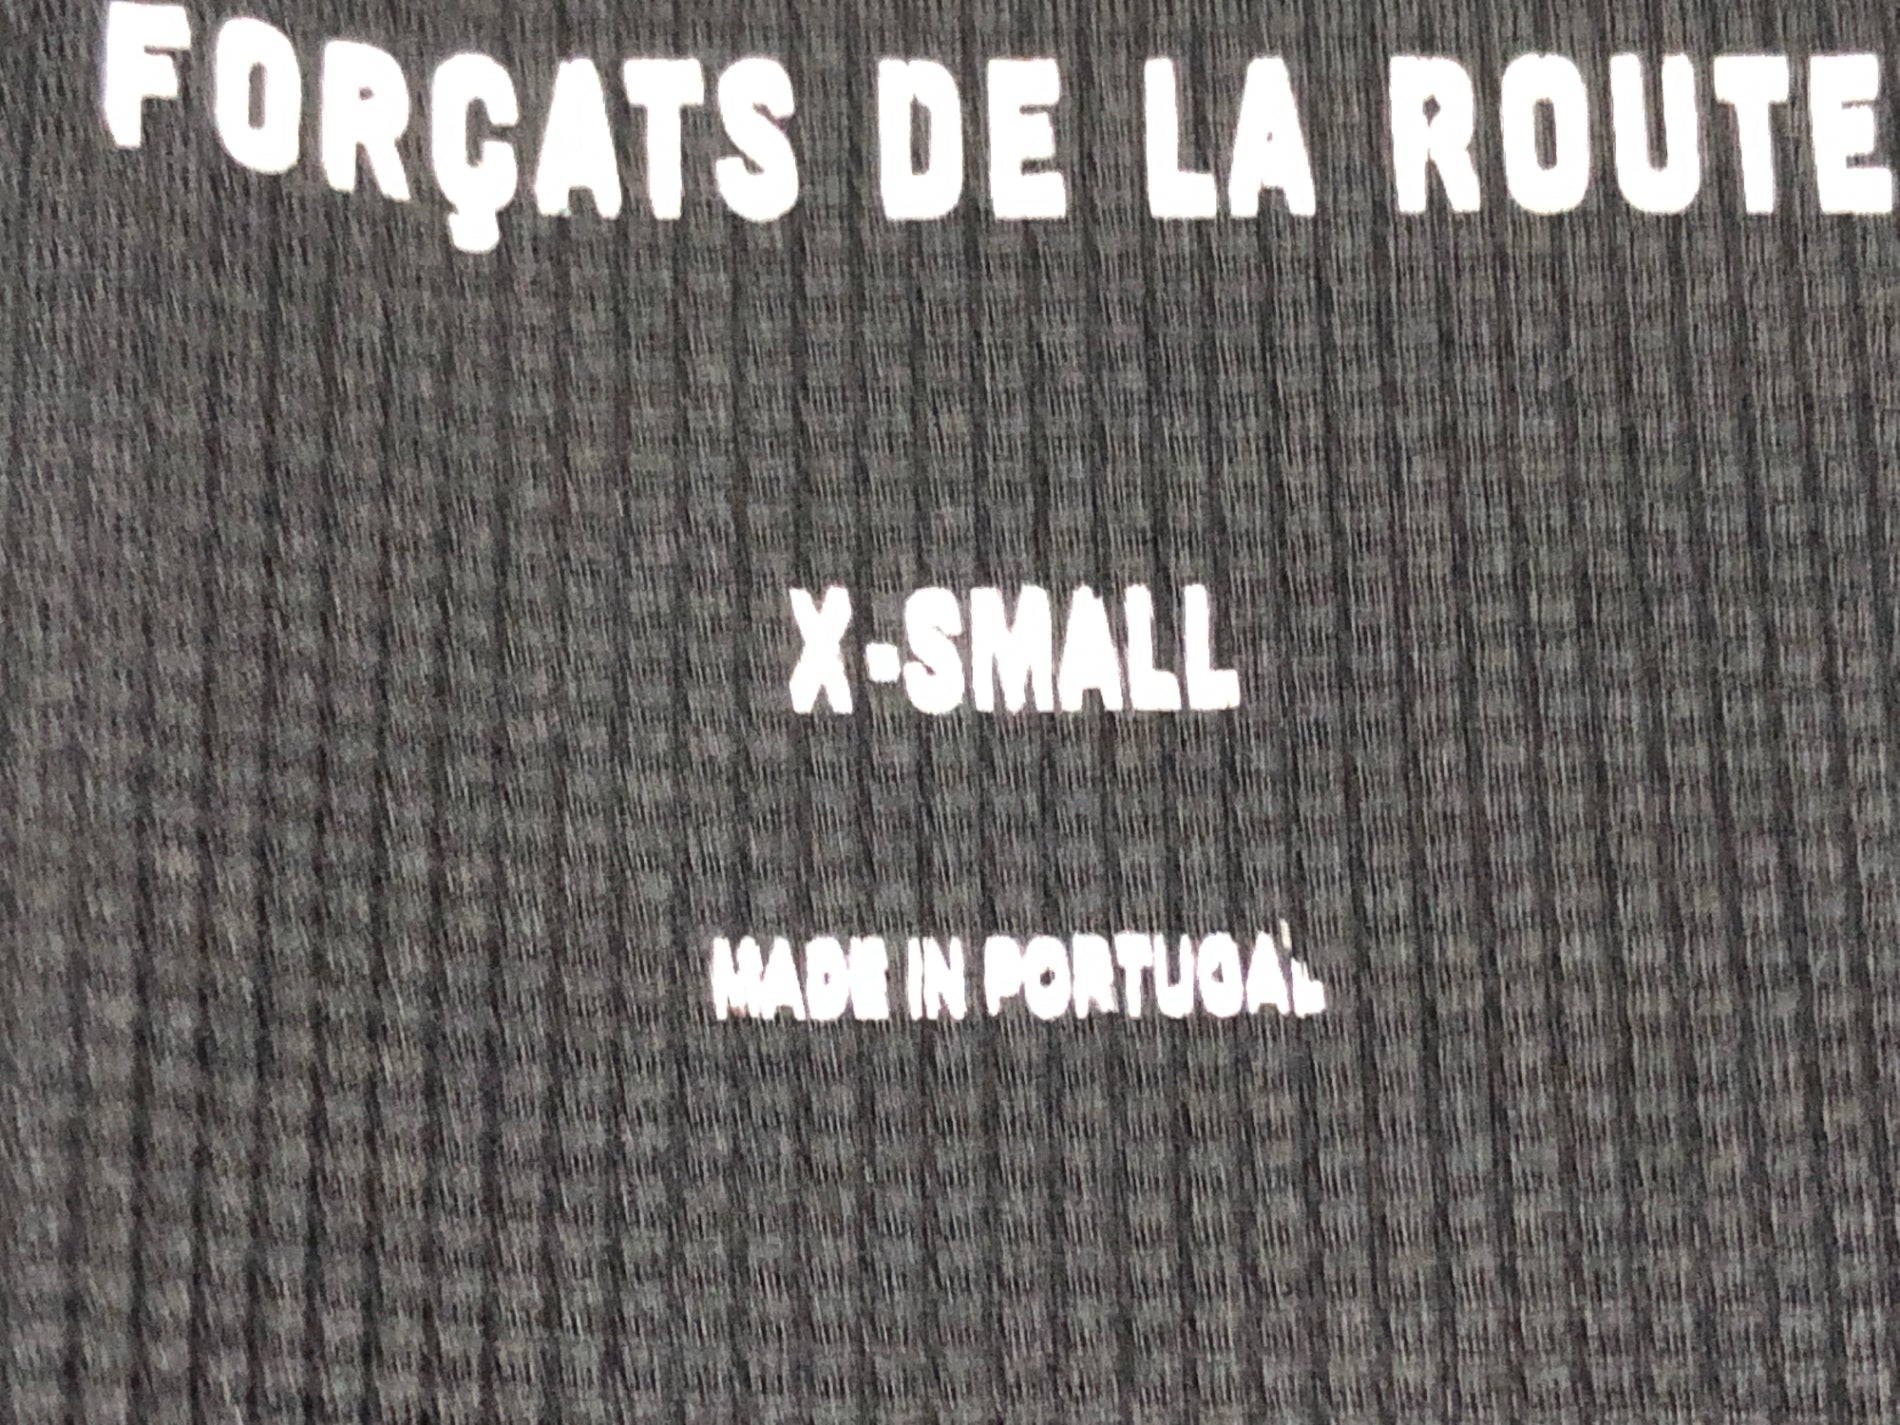 FORÇATS DE LA ROUTE
X-SMALL
MADE IN PORTUGAL